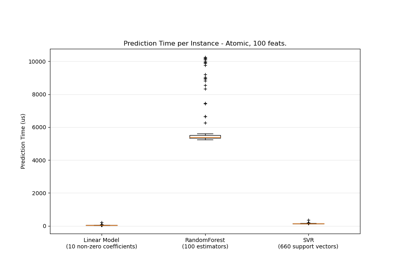 Prediction Time per Instance - Atomic, 100 feats.
10000
8000
6000
4000
2000
0
Prediction Time (us)
Linear Model
(10 non-zero coefficients)
RandomForest
(100 estimators)
SVR
(660 support vectors)